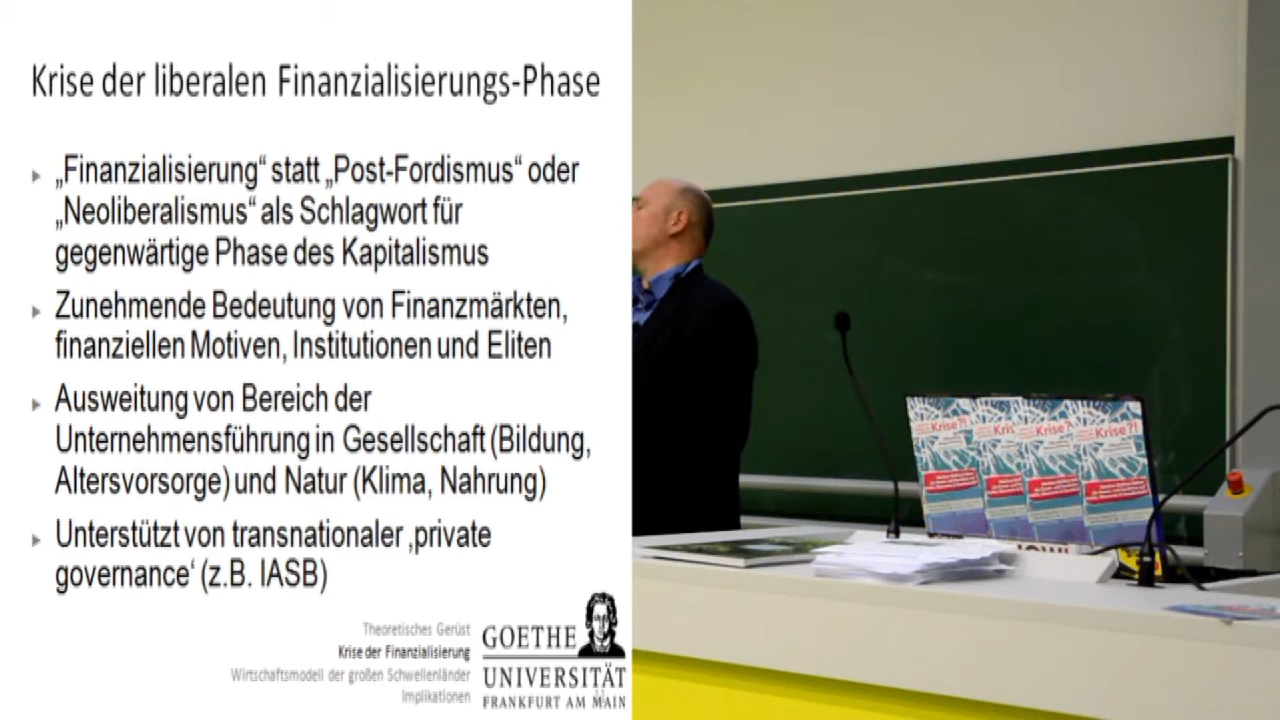 Krise der liberalen Finanzialisierungs-Phase
„Finanzialisierung“ statt „Post-Fordismus“ oder
„Neoliberalismus“ als Schlagwort für
gegenwärtige Phase des Kapitalismus
Zunehmende Bedeutung von Finanzmärkten,
finanziellen Motiven, Institutionen und Eliten
Ausweitung von Bereich der
Unternehmensführung in Gesellschaft (Bildung,
Altersvorsorge) und Natur (Klima, Nahrung)
Unterstützt von transnationaler ‚private
governance‘ (z.B. IASB)
Theoretisches Gerüst
Krise der Finanzialisierung
Wirtschaftsmodell der großen Schwellenländer
Implikationen
GOETHE
UNIVERSITÄT
FRANKFURT AM MAIN
11
Krise?!
Kris
Krise?
Krise?!